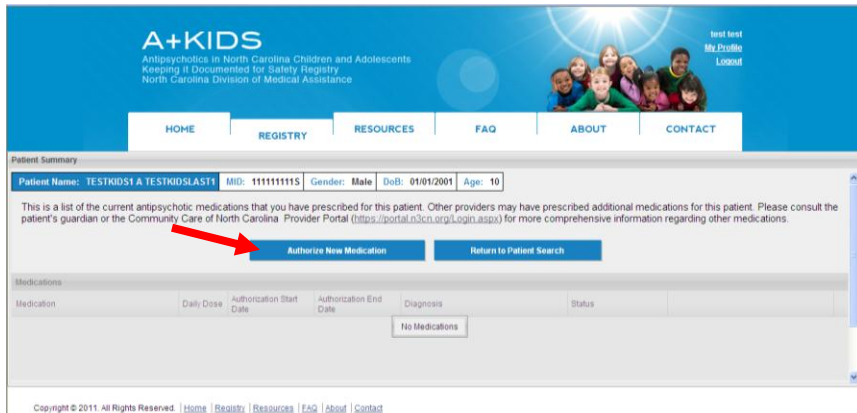 A+KIDS
Antipsychotics in North Carolina Children and Adolescents
Keeping it Documented for Safety Registry
North Carolina Division of Medical Assistance
test test
My Profile
Logout
HOME REGISTRY RESOURCES FAQ ABOUT CONTACT
Patient Summary
Patient Name: TESTKIDS1 A TESTKIDSLAST1 MID: 111111111S Gender: Male DoB: 01/01/2001 Age: 10
This is a list of the current antipsychotic medications that you have prescribed for this patient. Other providers may have prescribed additional medications for this patient. Please consult the
patient's guardian or the Community Care of North Carolina Provider Portal (https://portal.n3cn.org/Login.aspx) for more comprehensive information regarding other medications.
Authorize New Medication Return to Patient Search
Medications
Medication Daily Dose Authorization Start Date Authorization End Date Diagnosis Status
No Medications
Copyright © 2011. All Rights Reserved. | Home | Registry | Resources | FAQ | About | Contact